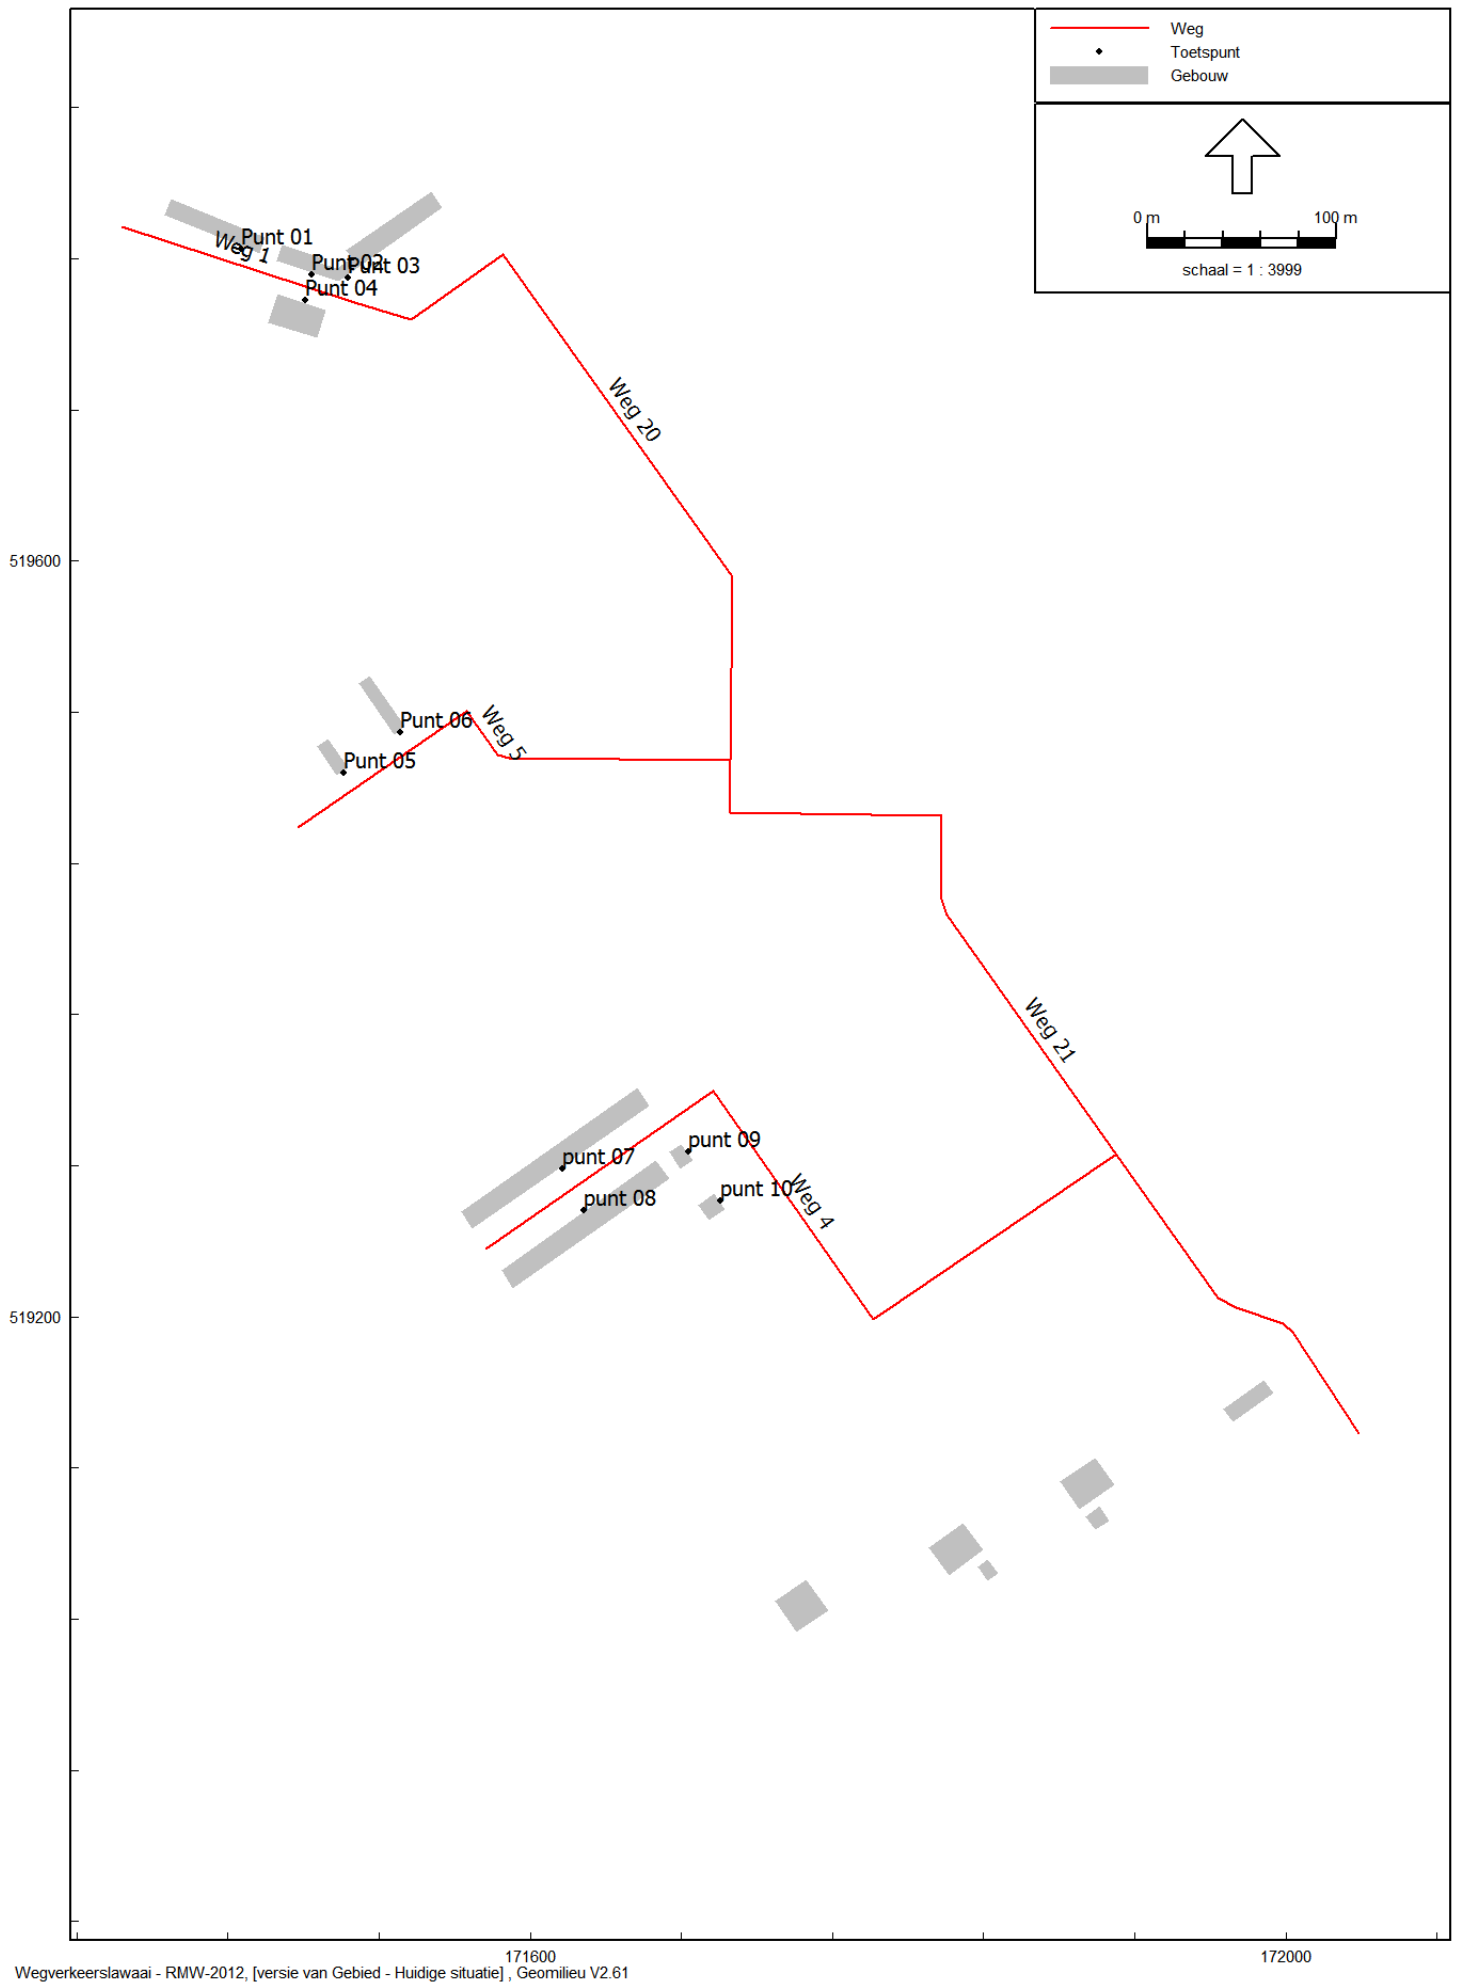 Weg
Toetspunt
Gebouw
0 m 100 m
schaal = 1 : 3999
Punt 01
Weg 1
Punt 02
Punt 03
Punt 04
Weg 20
519600
Punt 06
Weg 5
Punt 05
Weg 21
punt 09
punt 07
punt 10
Weg 4
punt 08
519200
171600 172000
Wegverkeerslawaai - RMW-2012, [versie van Gebied - Huidige situatie] , Geomilieu V2.61